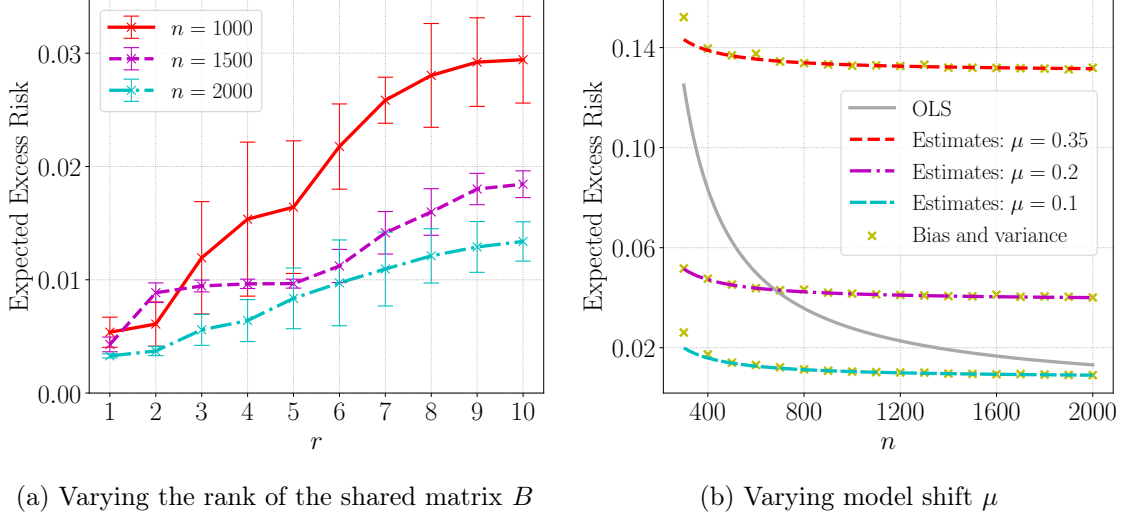 Expected Excess Risk
0.03
0.02
0.01
0.00
n = 1000
n = 1500
n = 2000
1 2 3 4 5 6 7 8 9 10
r
(a) Varying the rank of the shared matrix B
Expected Excess Risk
0.14
0.10
0.06
0.02
OLS
Estimates: μ = 0.35
Estimates: μ = 0.2
Estimates: μ = 0.1
Bias and variance
400 800 1200 1600 2000
n
(b) Varying model shift μ